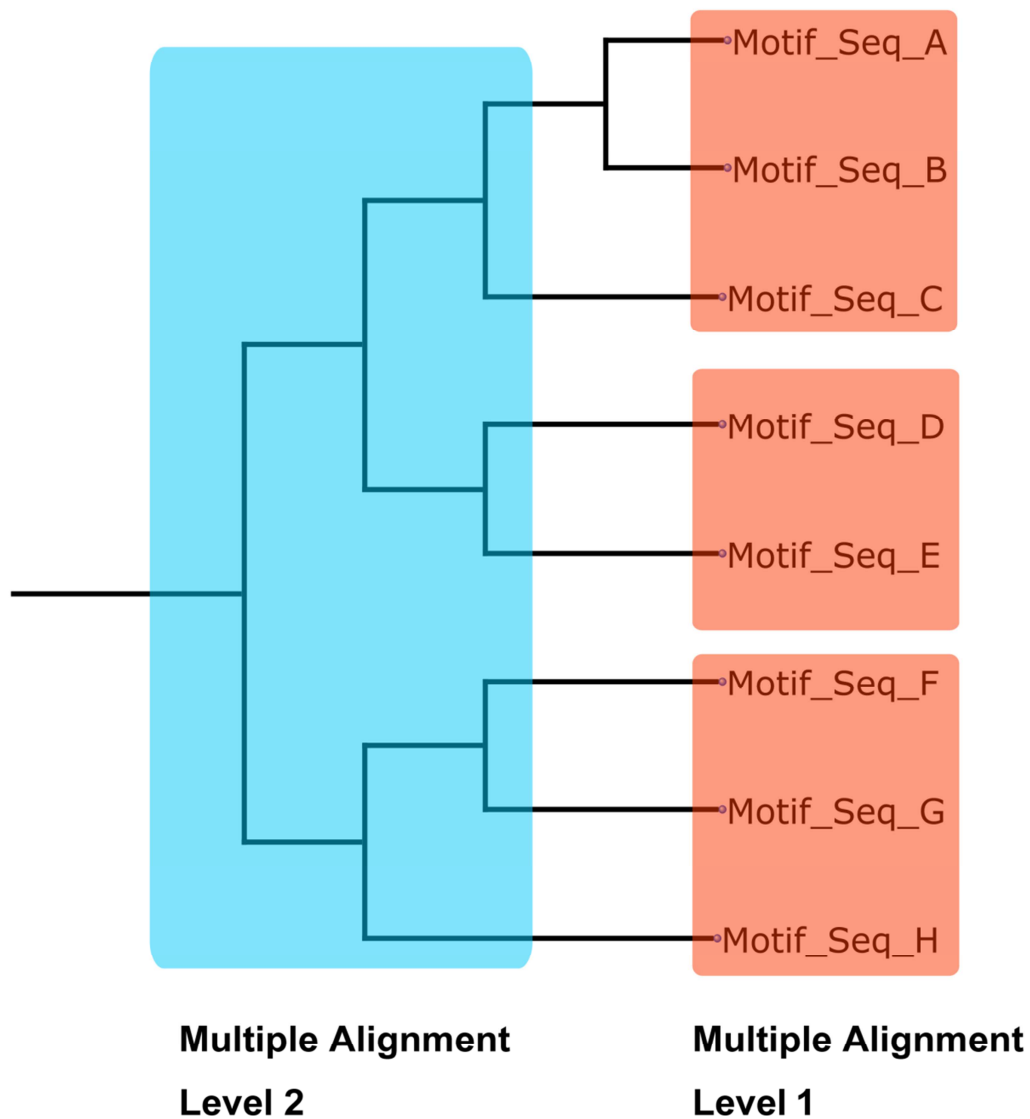 Motif_Seq_A
Motif_Seq_B
Motif_Seq_C
Motif_Seq_D
Motif_Seq_E
Motif_Seq_F
Motif_Seq_G
Motif_Seq_H
Multiple Alignment
Level 2
Multiple Alignment
Level 1